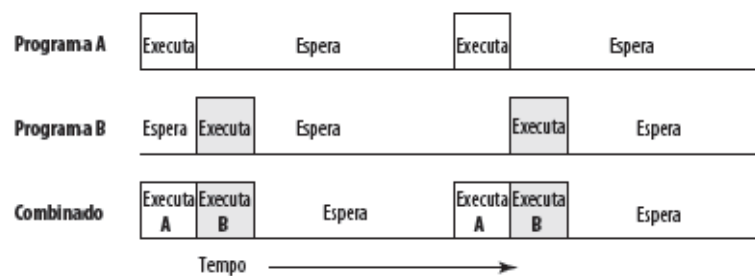 Programa A Executa Espera Executa Espera
Programa B Espera Executa Espera Executa Espera
Combinado Executa A Executa B Espera Executa A Executa B Espera
Tempo